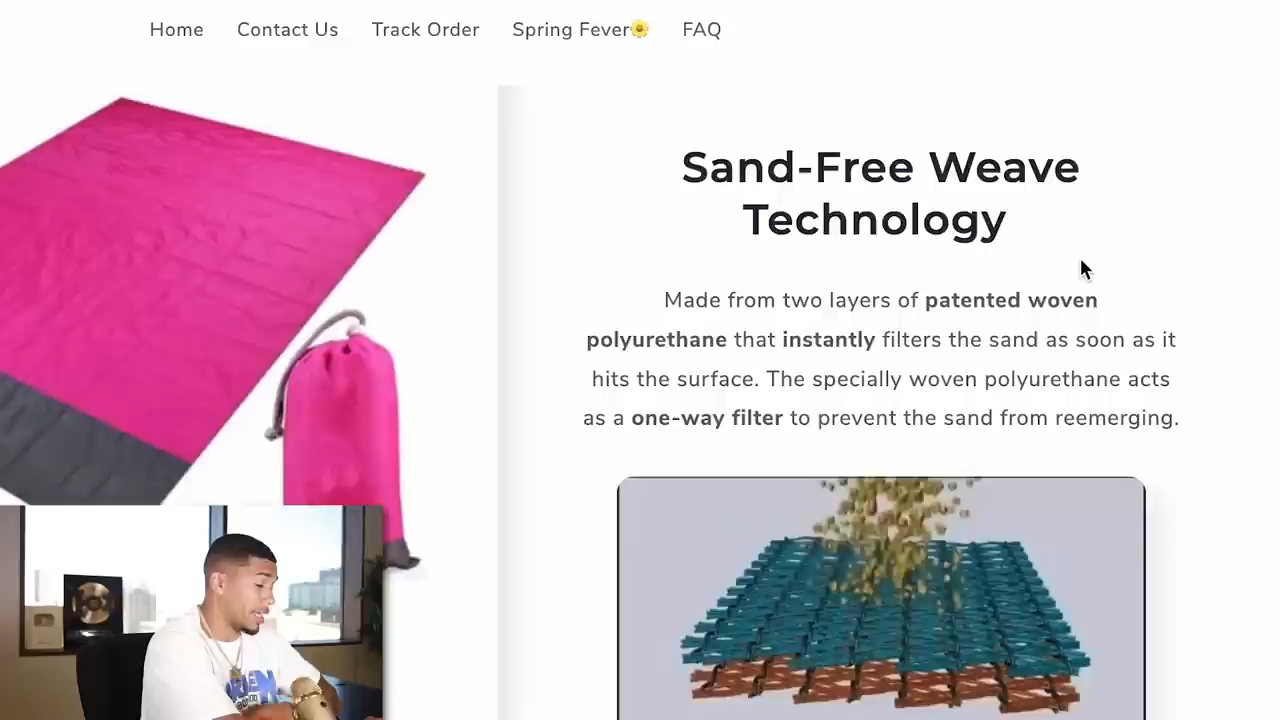 Home Contact Us Track Order Spring Fever🌼 FAQ
Sand-Free Weave
Technology
Made from two layers of patented woven
polyurethane that instantly filters the sand as soon as it
hits the surface. The specially woven polyurethane acts
as a one-way filter to prevent the sand from reemerging.